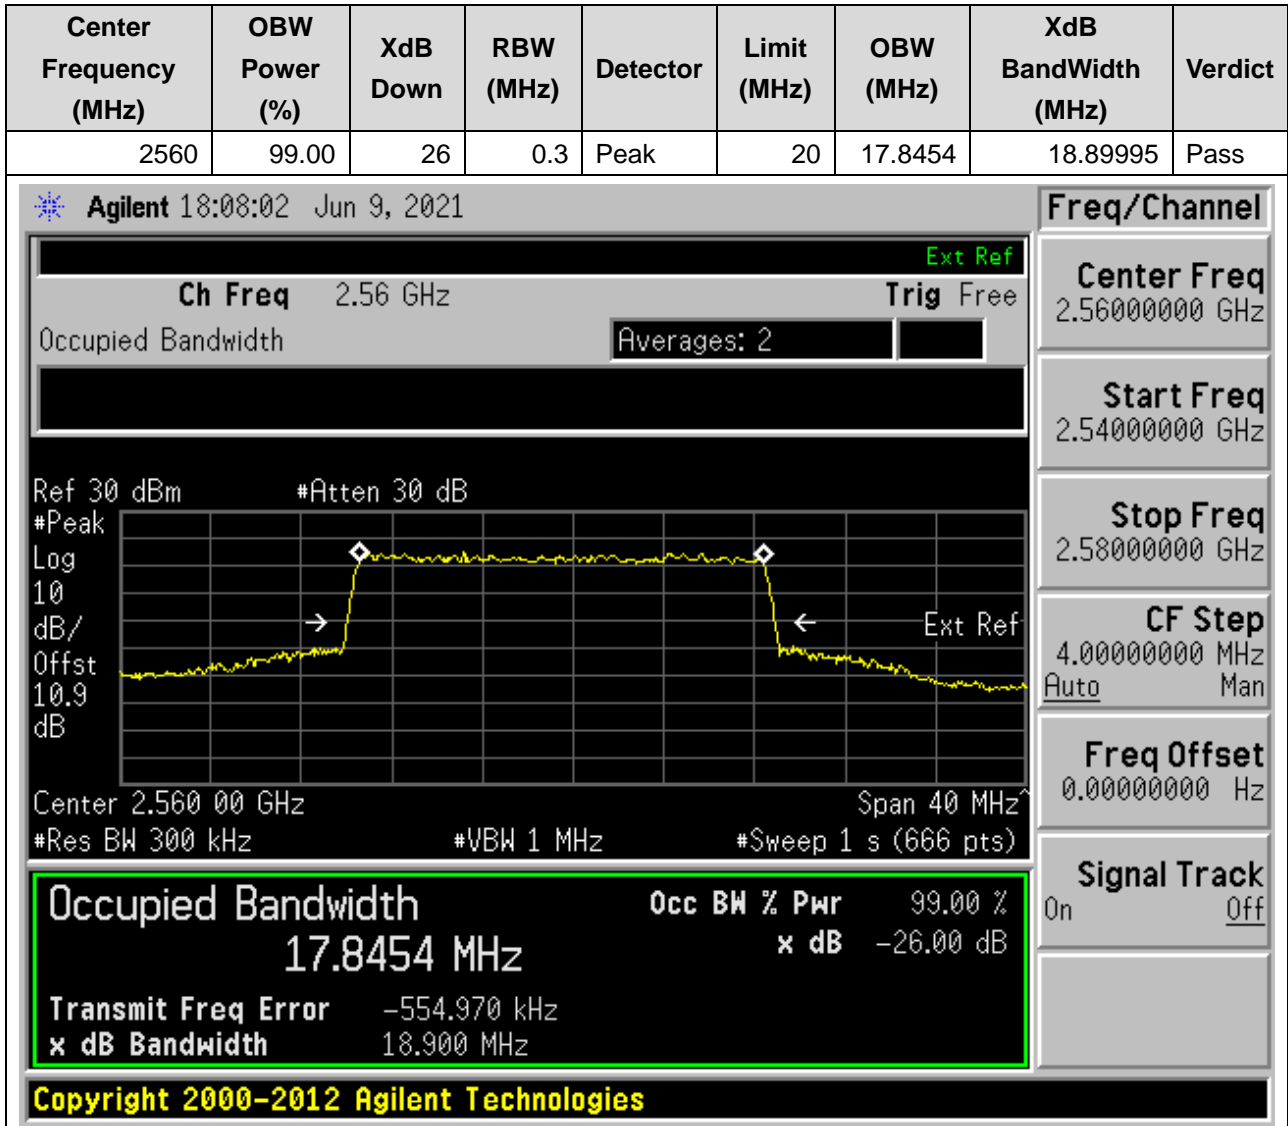 Center Frequency (MHz) OBW Power (%) XdB Down RBW (MHz) Detector Limit (MHz) OBW (MHz) XdB BandWidth (MHz) Verdict
2560 99.00 26 0.3 Peak 20 17.8454 18.89995 Pass
Agilent 18:08:02 Jun 9, 2021
Ext Ref
Ch Freq 2.56 GHz Trig Free
Occupied Bandwidth Averages: 2
Ref 30 dBm #Atten 30 dB
#Peak
Log
10
dB/
Offst
10.9
dB
Ext Ref
Center 2.560 00 GHz Span 40 MHz^
#Res BW 300 kHz #VBW 1 MHz #Sweep 1 s (666 pts)
Occupied Bandwidth Occ BW % Pwr 99.00 %
17.8454 MHz x dB -26.00 dB
Transmit Freq Error -554.970 kHz
x dB Bandwidth 18.900 MHz
Copyright 2000-2012 Agilent Technologies
Freq/Channel
Center Freq
2.56000000 GHz
Start Freq
2.54000000 GHz
Stop Freq
2.58000000 GHz
CF Step
4.00000000 MHz
Auto Man
Freq Offset
0.00000000 Hz
Signal Track
On Off